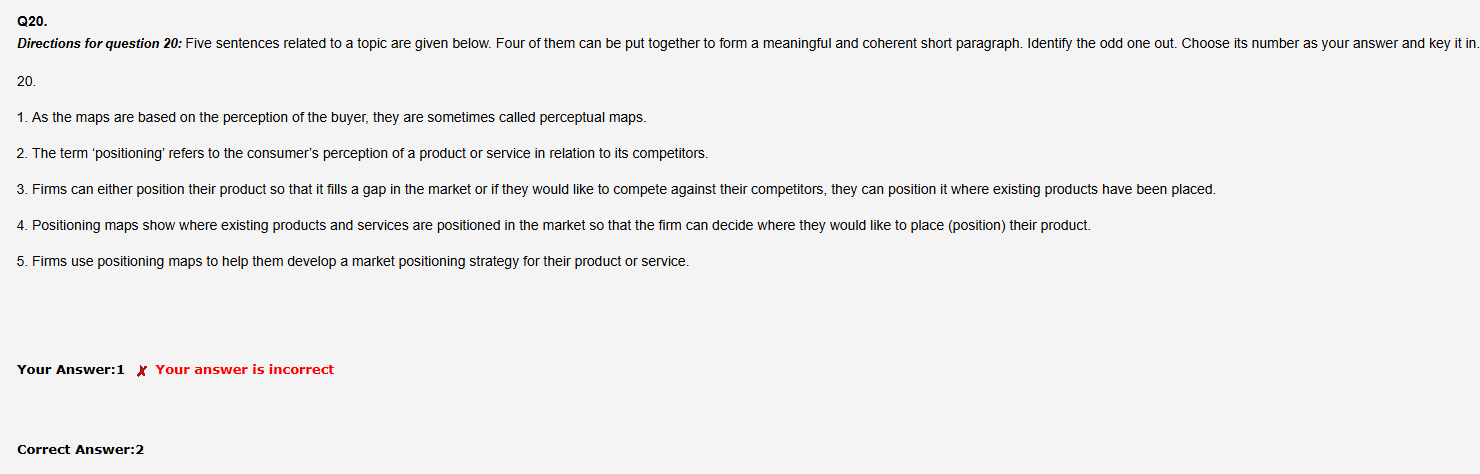 Q20.
Directions for question 20: Five sentences related to a topic are given below. Four of them can be put together to form a meaningful and coherent short paragraph. Identify the odd one out. Choose its number as your answer and key it in.
20.
1. As the maps are based on the perception of the buyer, they are sometimes called perceptual maps.
2. The term ‘positioning’ refers to the consumer’s perception of a product or service in relation to its competitors.
3. Firms can either position their product so that it fills a gap in the market or if they would like to compete against their competitors, they can position it where existing products have been placed.
4. Positioning maps show where existing products and services are positioned in the market so that the firm can decide where they would like to place (position) their product.
5. Firms use positioning maps to help them develop a market positioning strategy for their product or service.
Your Answer:1 ✘ Your answer is incorrect
Correct Answer:2